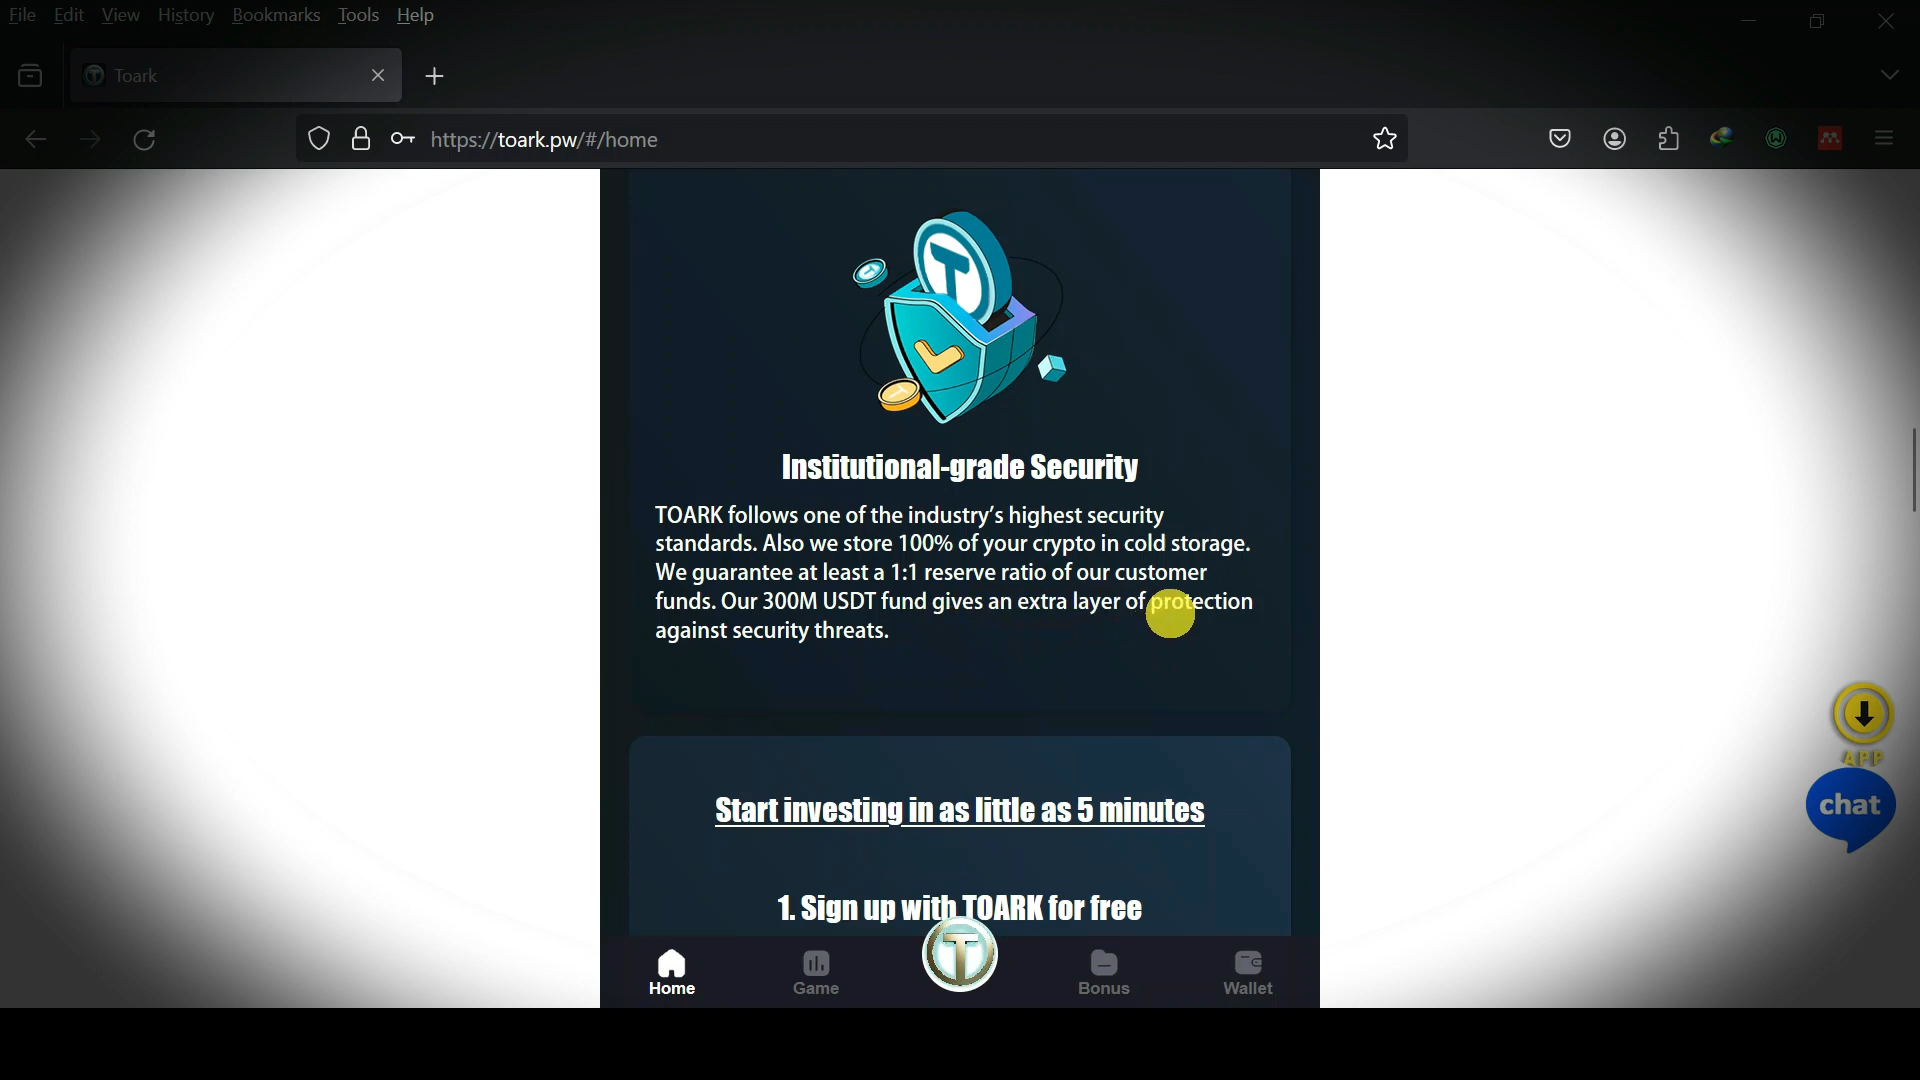 File Edit View History Bookmarks Tools Help
Toark
https://toark.pw/#/home
Institutional-grade Security
TOARK follows one of the industry's highest security
standards. Also we store 100% of your crypto in cold storage.
We guarantee at least a 1:1 reserve ratio of our customer
funds. Our 300M USDT fund gives an extra layer of protection
against security threats.
APP
chat
Start investing in as little as 5 minutes
1. Sign up with TOARK for free
T
Home Game Bonus Wallet